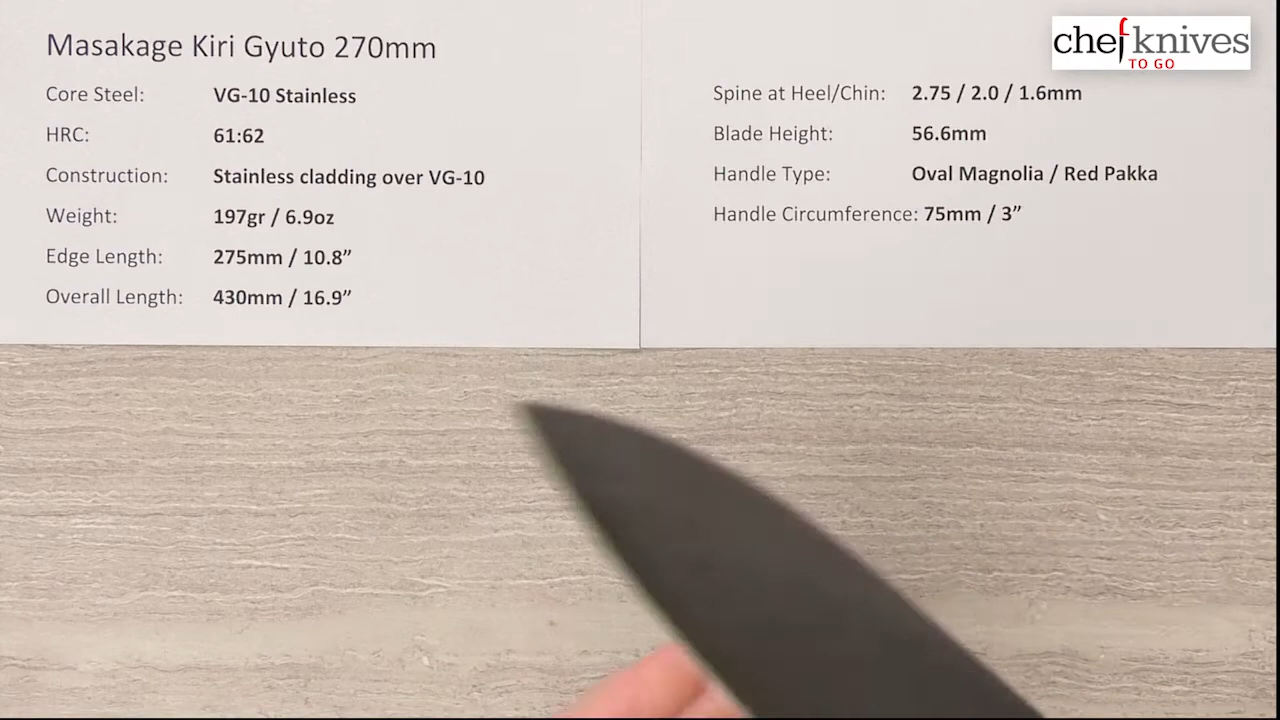 Masakage Kiri Gyuto 270mm
Core Steel: VG-10 Stainless
HRC: 61:62
Construction: Stainless cladding over VG-10
Weight: 197gr / 6.9oz
Edge Length: 275mm / 10.8”
Overall Length: 430mm / 16.9”
chefknives
TO GO
Spine at Heel/Chin: 2.75 / 2.0 / 1.6mm
Blade Height: 56.6mm
Handle Type: Oval Magnolia / Red Pakka
Handle Circumference: 75mm / 3”